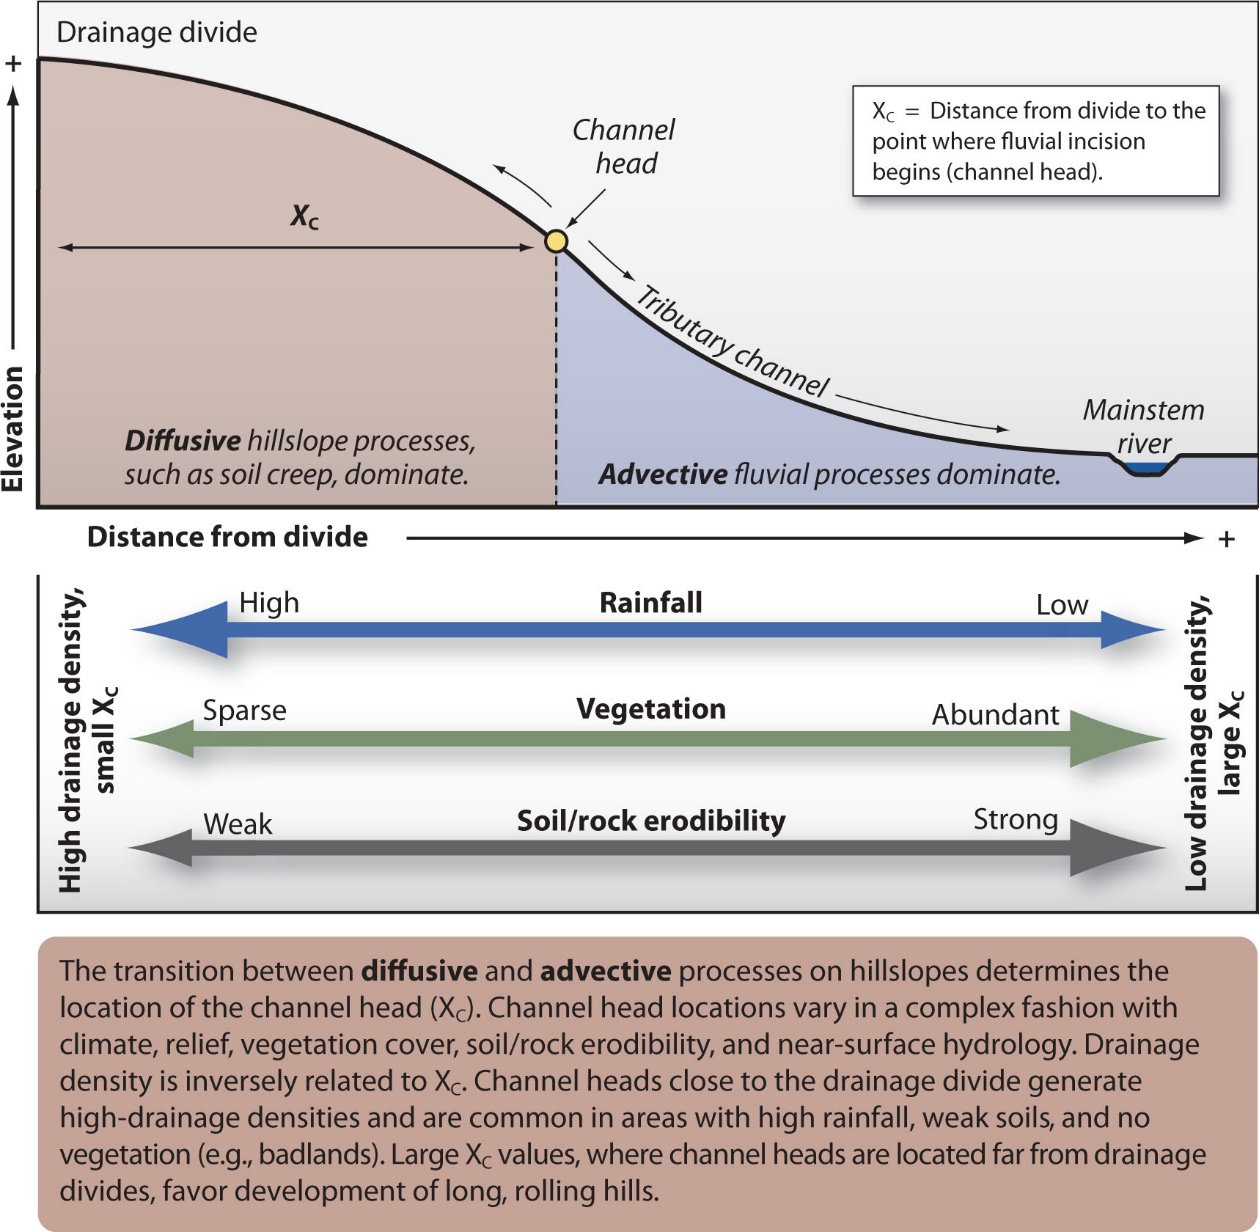 Drainage divide
+
Elevation
Channel
head
X_C = Distance from divide to the
point where fluvial incision
begins (channel head).
X_C
Tributary channel
Mainstem
river
Diffusive hillslope processes,
such as soil creep, dominate.
Advective fluvial processes dominate.
Distance from divide
+
High drainage density,
small X_C
High
Rainfall
Low
Sparse
Vegetation
Abundant
Weak
Soil/rock erodibility
Strong
Low drainage density,
large X_C
The transition between diffusive and advective processes on hillslopes determines the
location of the channel head (X_C). Channel head locations vary in a complex fashion with
climate, relief, vegetation cover, soil/rock erodibility, and near-surface hydrology. Drainage
density is inversely related to X_C. Channel heads close to the drainage divide generate
high-drainage densities and are common in areas with high rainfall, weak soils, and no
vegetation (e.g., badlands). Large X_C values, where channel heads are located far from drainage
divides, favor development of long, rolling hills.